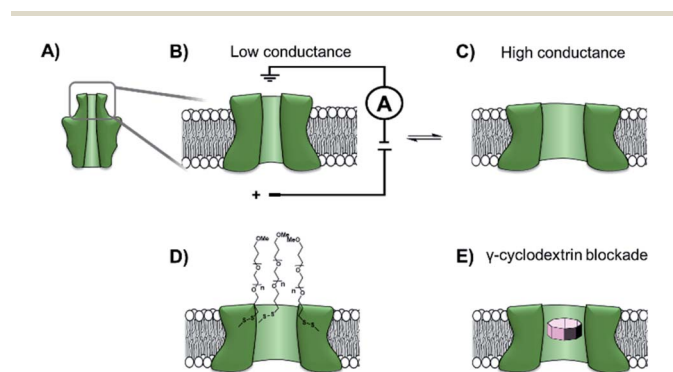 A)
B)
Low conductance
A
+
C)
High conductance
D)
OMe
OMe
MeO
O
O
O
O
n
O
n
O
n
S-S
S-S
S-S
E)
γ-cyclodextrin blockade